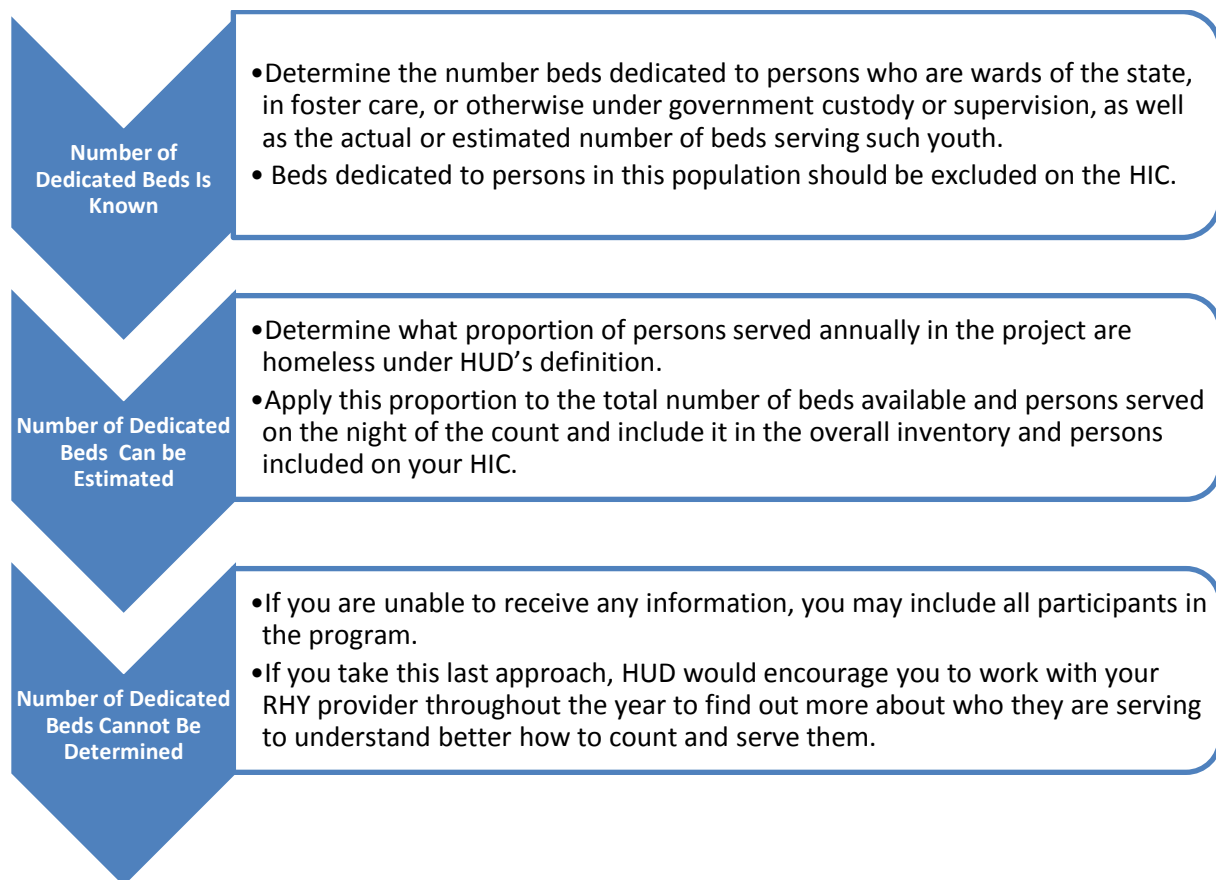 Number of
Dedicated Beds Is
Known
•Determine the number beds dedicated to persons who are wards of the state,
in foster care, or otherwise under government custody or supervision, as well
as the actual or estimated number of beds serving such youth.
• Beds dedicated to persons in this population should be excluded on the HIC.
Number of Dedicated
Beds Can be
Estimated
•Determine what proportion of persons served annually in the project are
homeless under HUD’s definition.
•Apply this proportion to the total number of beds available and persons served
on the night of the count and include it in the overall inventory and persons
included on your HIC.
Number of Dedicated
Beds Cannot Be
Determined
•If you are unable to receive any information, you may include all participants in
the program.
•If you take this last approach, HUD would encourage you to work with your
RHY provider throughout the year to find out more about who they are serving
to understand better how to count and serve them.